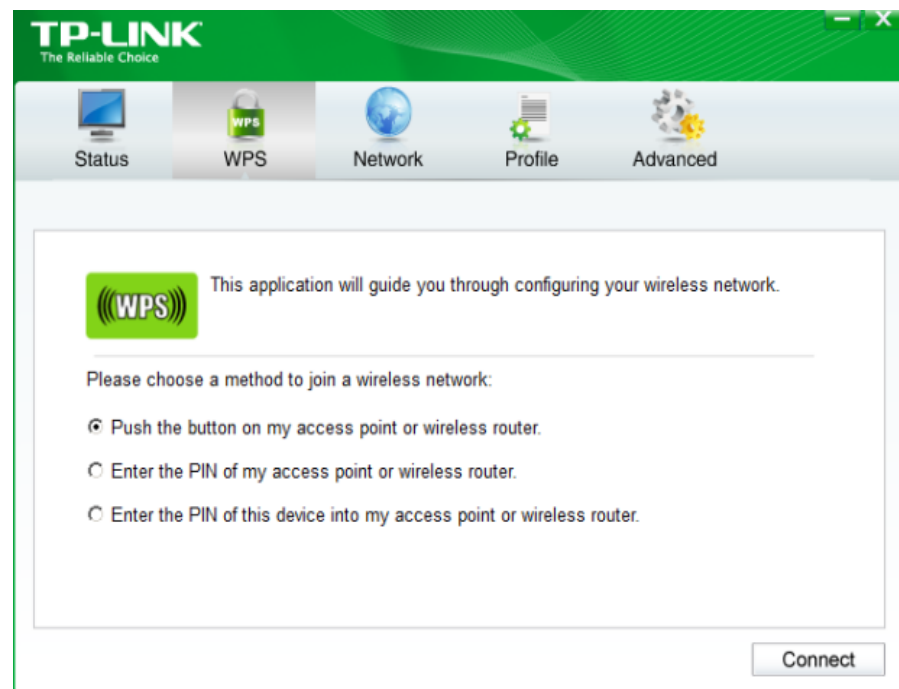 TP-LINK
The Reliable Choice
Status WPS Network Profile Advanced
WPS
This application will guide you through configuring your wireless network.
(((WPS)))
Please choose a method to join a wireless network:
Push the button on my access point or wireless router.
Enter the PIN of my access point or wireless router.
Enter the PIN of this device into my access point or wireless router.
Connect